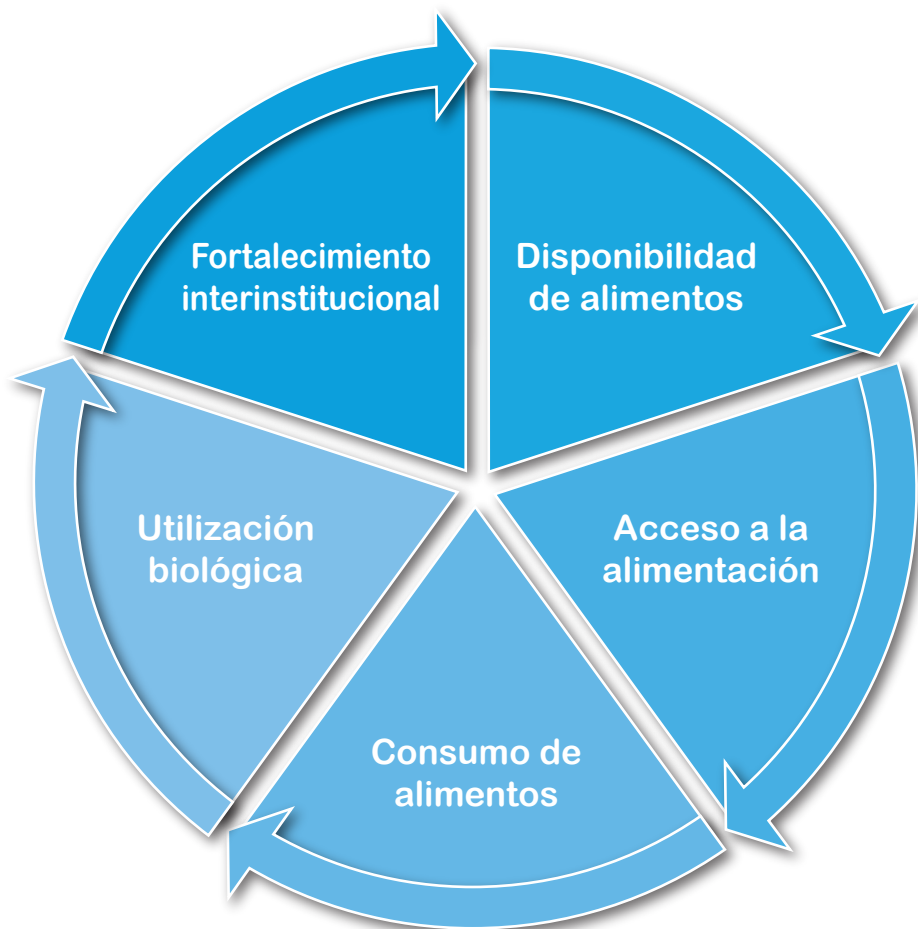 Fortalecimiento
interinstitucional
Disponibilidad
de alimentos
Acceso a la
alimentación
Consumo de
alimentos
Utilización
biológica